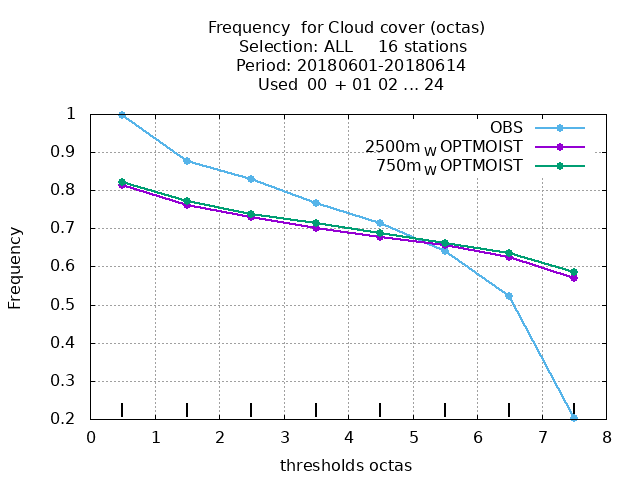 Frequency  for Cloud cover (octas)
Selection: ALL     16 stations
Period: 20180601-20180614
Used  00  + 01 02 ... 24
OBS
2500m_W OPTMOIST
750m_W OPTMOIST
1
0.9
0.8
0.7
0.6
0.5
0.4
0.3
0.2
Frequency
0 1 2 3 4 5 6 7 8
thresholds octas